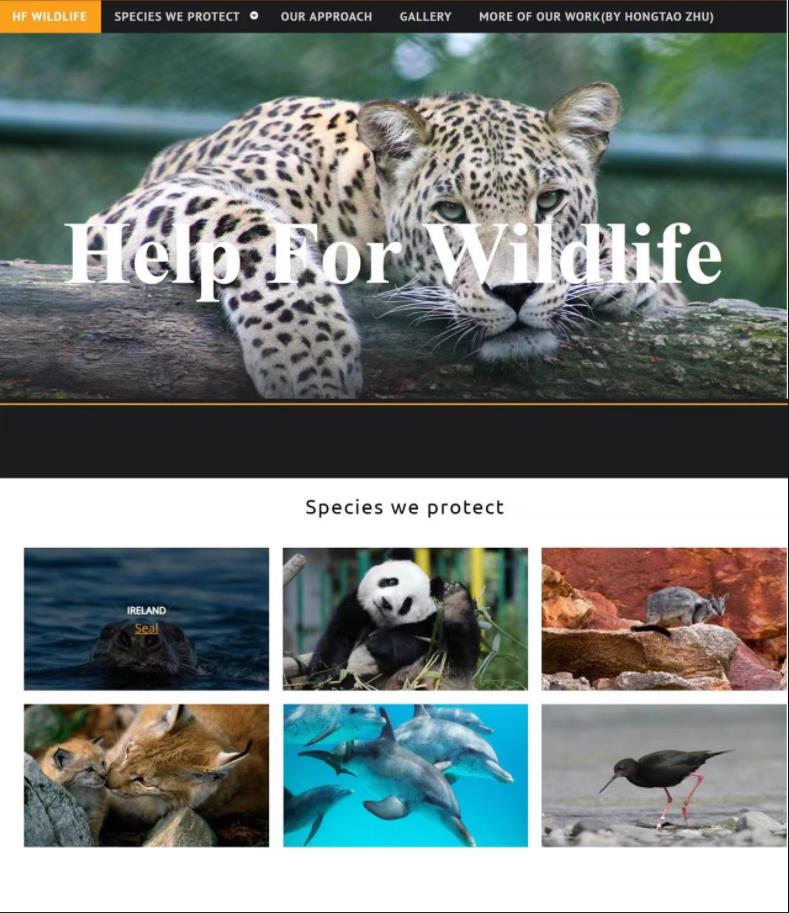 HF WILDLIFE SPECIES WE PROTECT OUR APPROACH GALLERY MORE OF OUR WORK(BY HONGTAO ZHU)
Help For Wildlife
Species we protect
IRELAND
Seal